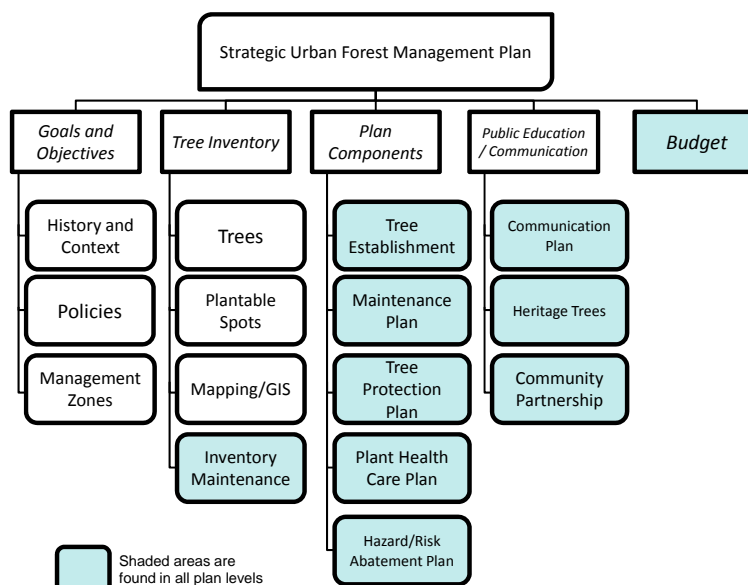 Strategic Urban Forest Management Plan
Goals and
Objectives
Tree Inventory
Plan
Components
Public Education
/ Communication
Budget
History and
Context
Policies
Management
Zones
Trees
Plantable
Spots
Mapping/GIS
Inventory
Maintenance
Tree
Establishment
Maintenance
Plan
Tree
Protection
Plan
Plant Health
Care Plan
Hazard/Risk
Abatement Plan
Communication
Plan
Heritage Trees
Community
Partnership
Shaded areas are
found in all plan levels